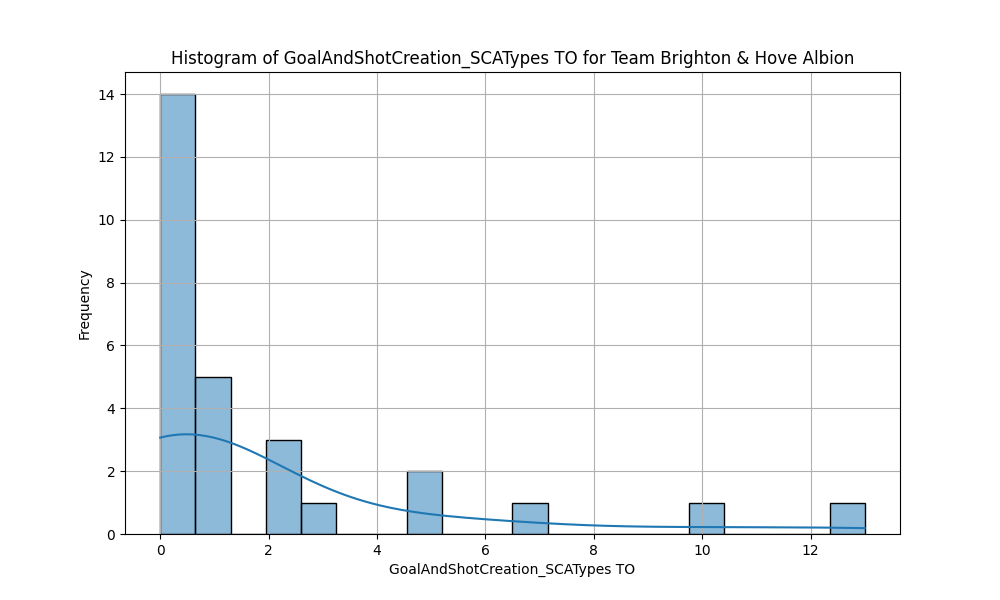 Histogram of GoalAndShotCreation_SCATypes TO for Team Brighton & Hove Albion
14
12
10
8
6
4
2
0
Frequency
0 2 4 6 8 10 12
GoalAndShotCreation_SCATypes TO